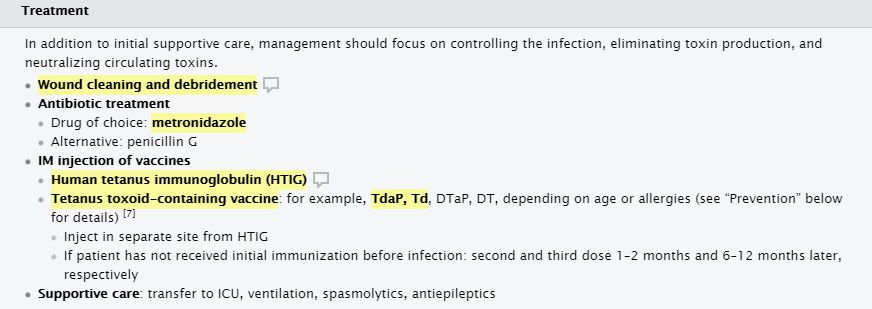 Treatment
In addition to initial supportive care, management should focus on controlling the infection, eliminating toxin production, and
neutralizing circulating toxins.
• Wound cleaning and debridement
• Antibiotic treatment
• Drug of choice: metronidazole
• Alternative: penicillin G
• IM injection of vaccines
• Human tetanus immunoglobulin (HTIG)
• Tetanus toxoid–containing vaccine: for example, TdaP, Td, DTaP, DT, depending on age or allergies (see “Prevention” below
for details) [7]
• Inject in separate site from HTIG
• If patient has not received initial immunization before infection: second and third dose 1–2 months and 6–12 months later,
respectively
• Supportive care: transfer to ICU, ventilation, spasmolytics, antiepileptics